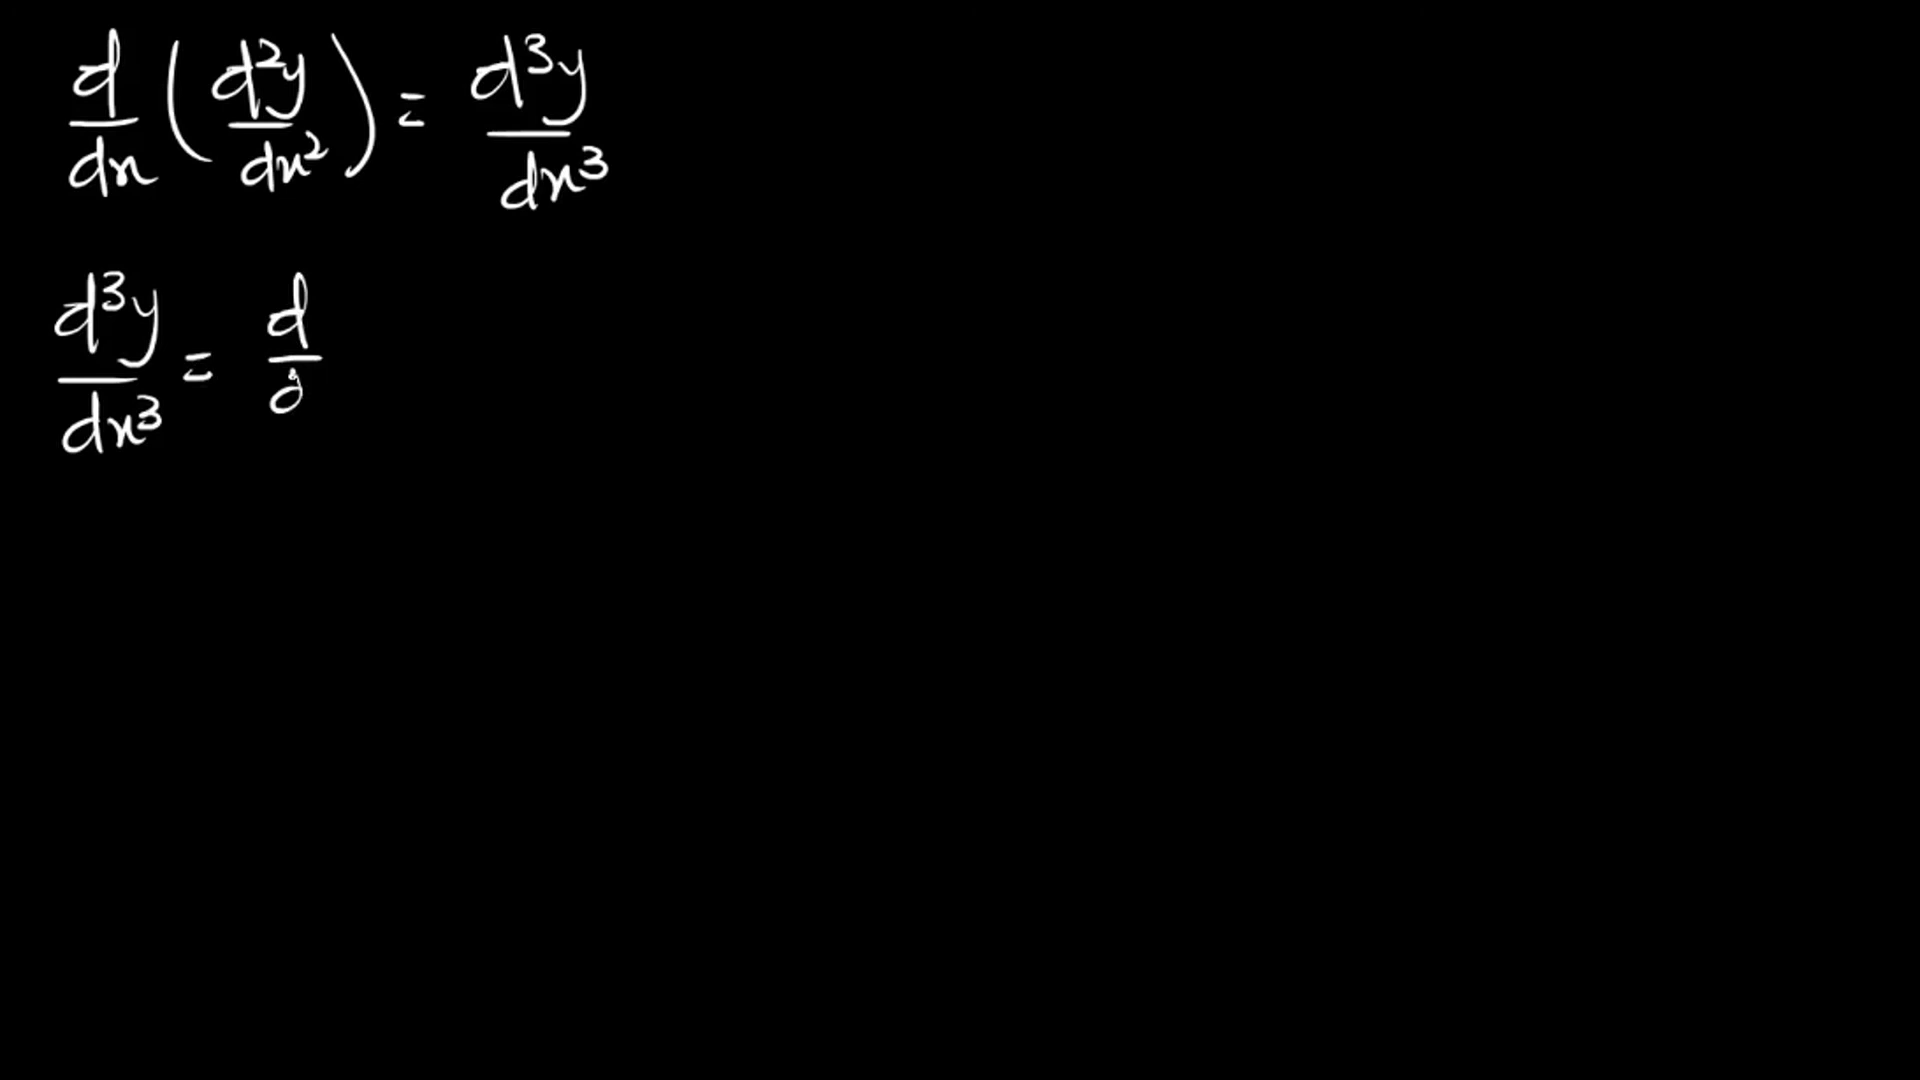 d/dx (d²y/dx²) = d³y/dx³
d³y/dx³ = d/d